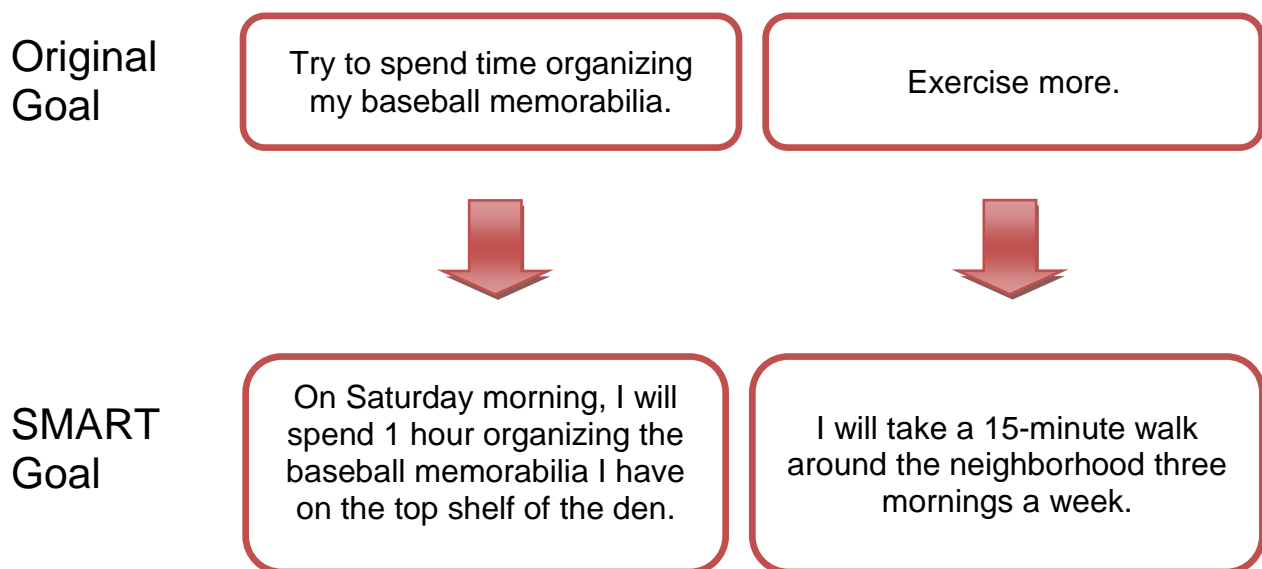 Original
Goal
Try to spend time organizing
my baseball memorabilia.
Exercise more.
SMART
Goal
On Saturday morning, I will
spend 1 hour organizing the
baseball memorabilia I have
on the top shelf of the den.
I will take a 15-minute walk
around the neighborhood three
mornings a week.